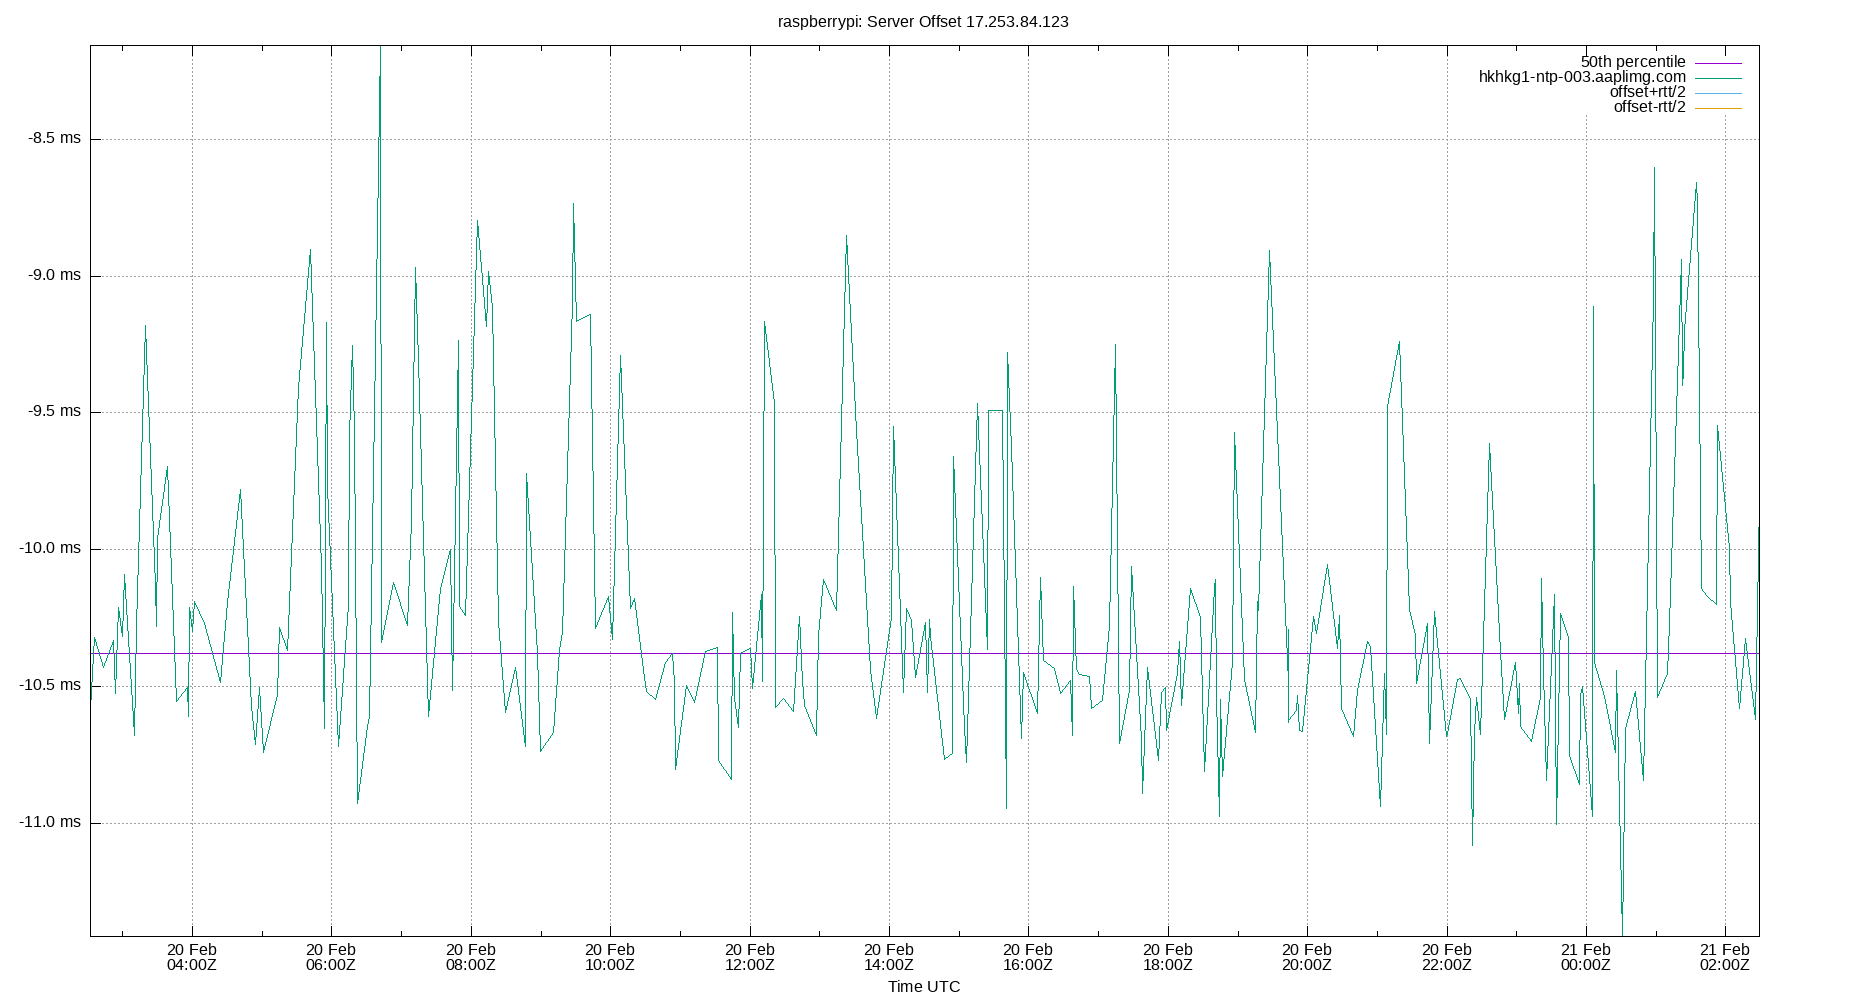 raspberrypi: Server Offset 17.253.84.123
50th percentile
hkhkg1-ntp-003.aaplimg.com
offset+rtt/2
offset-rtt/2
-8.5 ms
-9.0 ms
-9.5 ms
-10.0 ms
-10.5 ms
-11.0 ms
20 Feb 20 Feb 20 Feb 20 Feb 20 Feb 20 Feb 20 Feb 20 Feb 20 Feb 20 Feb 21 Feb 21 Feb
04:00Z 06:00Z 08:00Z 10:00Z 12:00Z 14:00Z 16:00Z 18:00Z 20:00Z 22:00Z 00:00Z 02:00Z
Time UTC